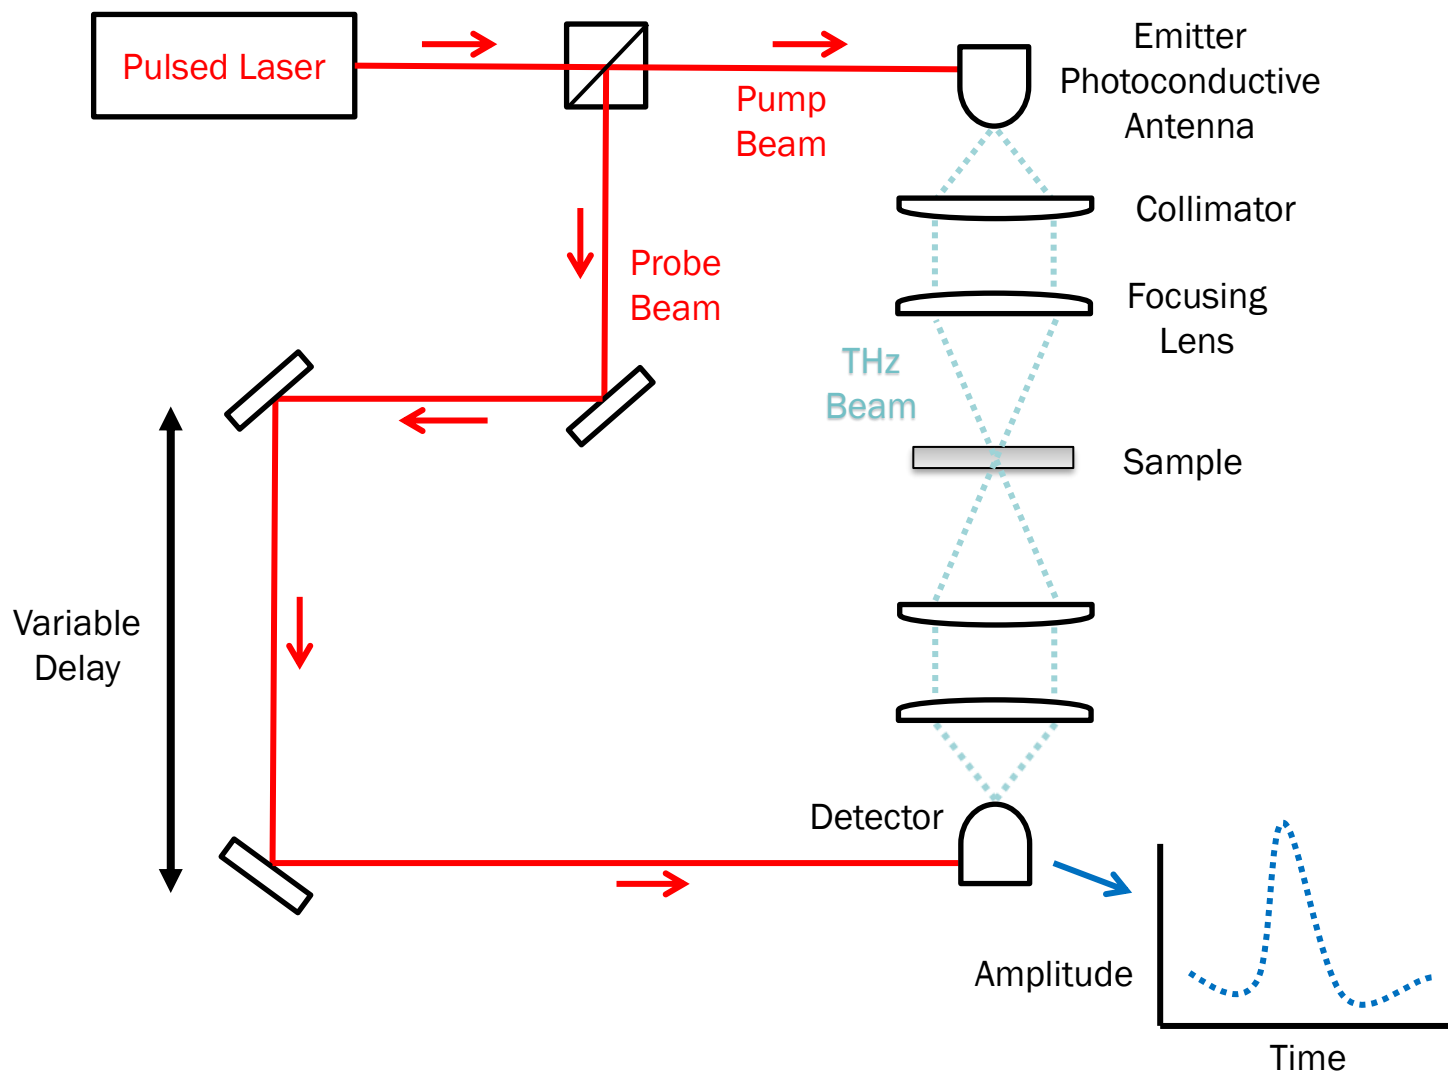 Pulsed Laser
Pump
Beam
Emitter
Photoconductive
Antenna
Collimator
Probe
Beam
Focusing
Lens
THz
Beam
Sample
Variable
Delay
Detector
Amplitude
Time